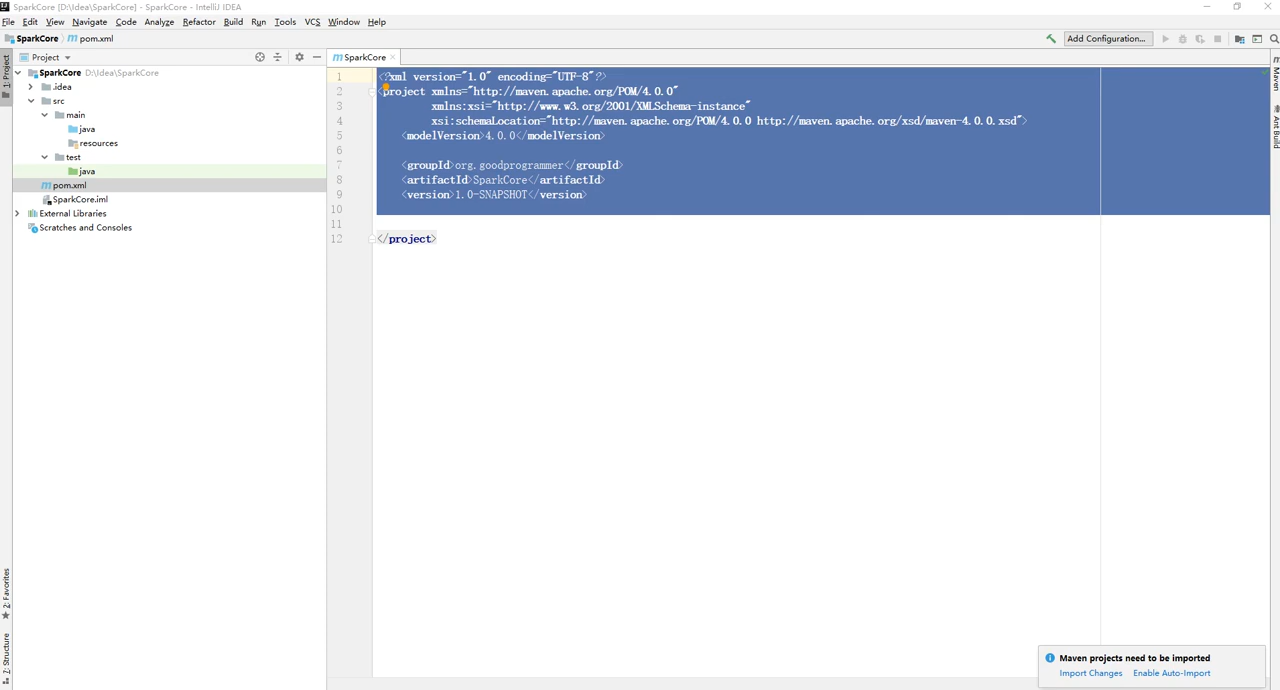 SparkCore [D:\Idea\SparkCore] - SparkCore - IntelliJ IDEA
File Edit View Navigate Code Analyze Refactor Build Run Tools VCS Window Help
SparkCore pom.xml
Add Configuration...
Project
SparkCore
1: Project
SparkCore D:\Idea\SparkCore
.idea
src
main
java
resources
test
java
pom.xml
SparkCore.iml
External Libraries
Scratches and Consoles
1 <?xml version="1.0" encoding="UTF-8"?>
2 <project xmlns="http://maven.apache.org/POM/4.0.0"
3 xmlns:xsi="http://www.w3.org/2001/XMLSchema-instance"
4 xsi:schemaLocation="http://maven.apache.org/POM/4.0.0 http://maven.apache.org/xsd/maven-4.0.0.xsd">
5 <modelVersion>4.0.0</modelVersion>
6
7 <groupId>org.goodprogrammer</groupId>
8 <artifactId>SparkCore</artifactId>
9 <version>1.0-SNAPSHOT</version>
10
11
12 </project>
Maven
Ant Build
2: Favorites
7: Structure
Maven projects need to be imported
Import Changes Enable Auto-Import